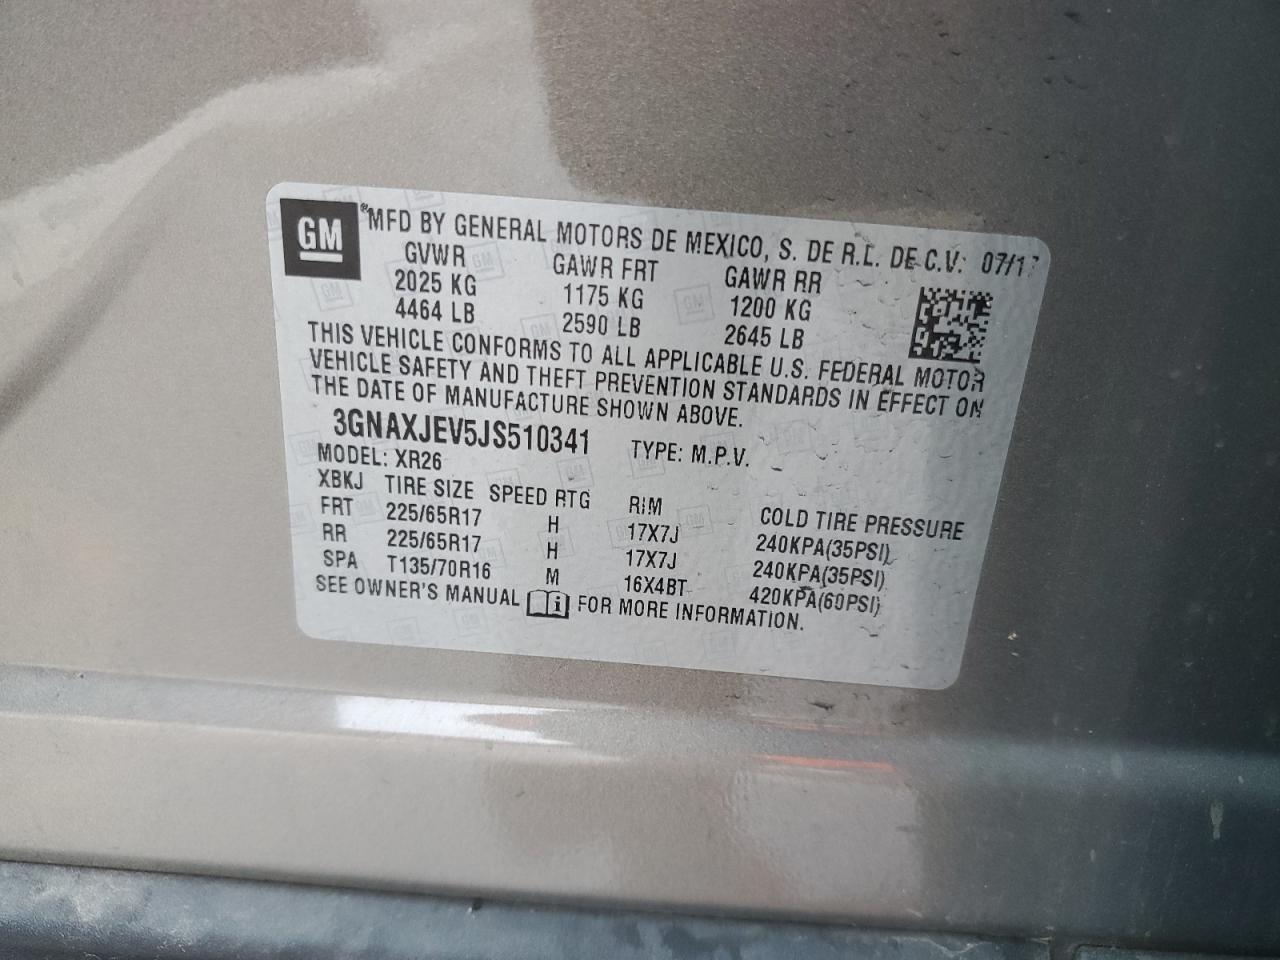 GM
®MFD BY GENERAL MOTORS DE MEXICO, S. DE R.L. DE C.V. 07/17
GVWR GAWR FRT GAWR RR
2025 KG 1175 KG 1200 KG
4464 LB 2590 LB 2645 LB
THIS VEHICLE CONFORMS TO ALL APPLICABLE U.S. FEDERAL MOTOR
VEHICLE SAFETY AND THEFT PREVENTION STANDARDS IN EFFECT ON
THE DATE OF MANUFACTURE SHOWN ABOVE.
3GNAXJEV5JS510341 TYPE: M.P.V.
MODEL: XR26
XBKJ TIRE SIZE SPEED RTG RIM COLD TIRE PRESSURE
FRT 225/65R17 H 17X7J 240KPA(35PSI)
RR 225/65R17 H 17X7J 240KPA(35PSI)
SPA T135/70R16 M 16X4BT 420KPA(60PSI)
SEE OWNER'S MANUAL i FOR MORE INFORMATION.